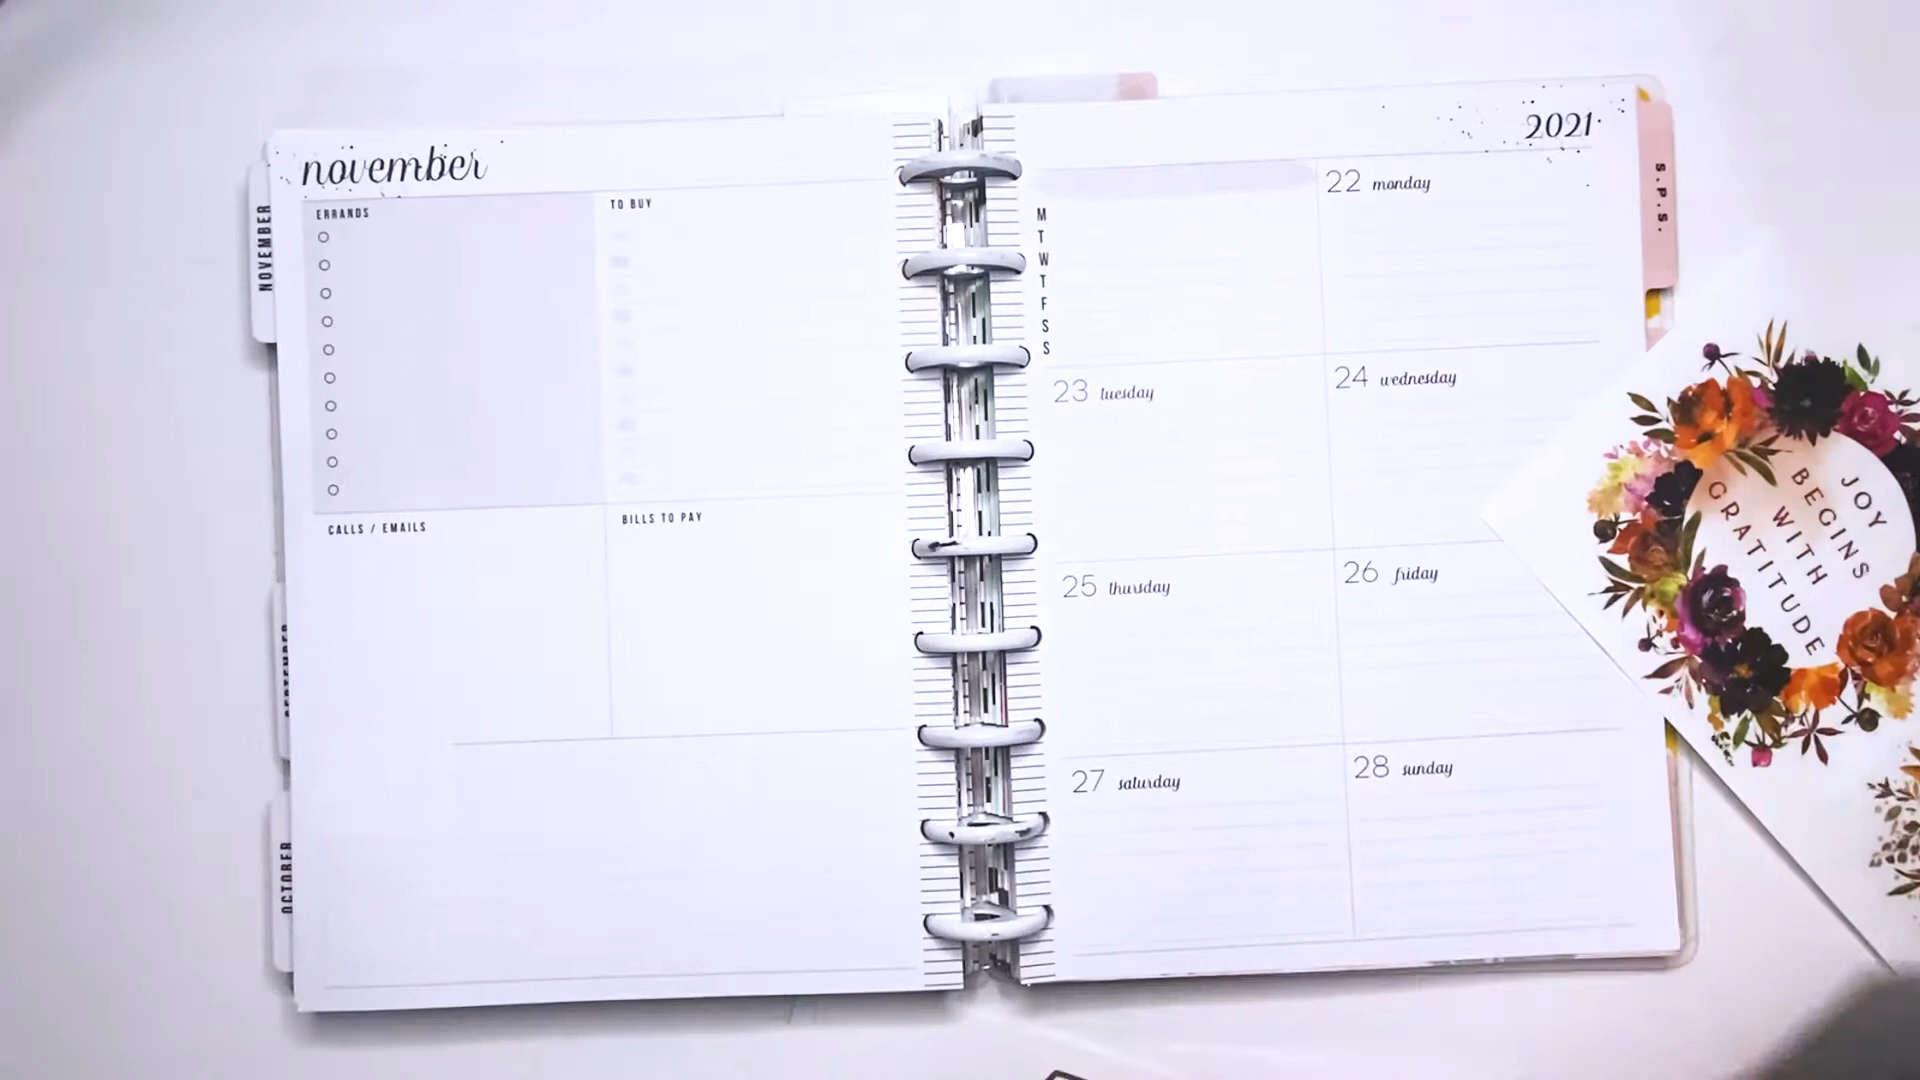 november
ERRANDS
TO BUY
CALLS / EMAILS
BILLS TO PAY
NOVEMBER
SEPTEMBER
OCTOBER
2021
M
T
W
T
F
S
S
22 monday
23 tuesday
24 wednesday
25 thursday
26 friday
27 saturday
28 sunday
S.P.S.
JOY
BEGINS
WITH
GRATITUDE